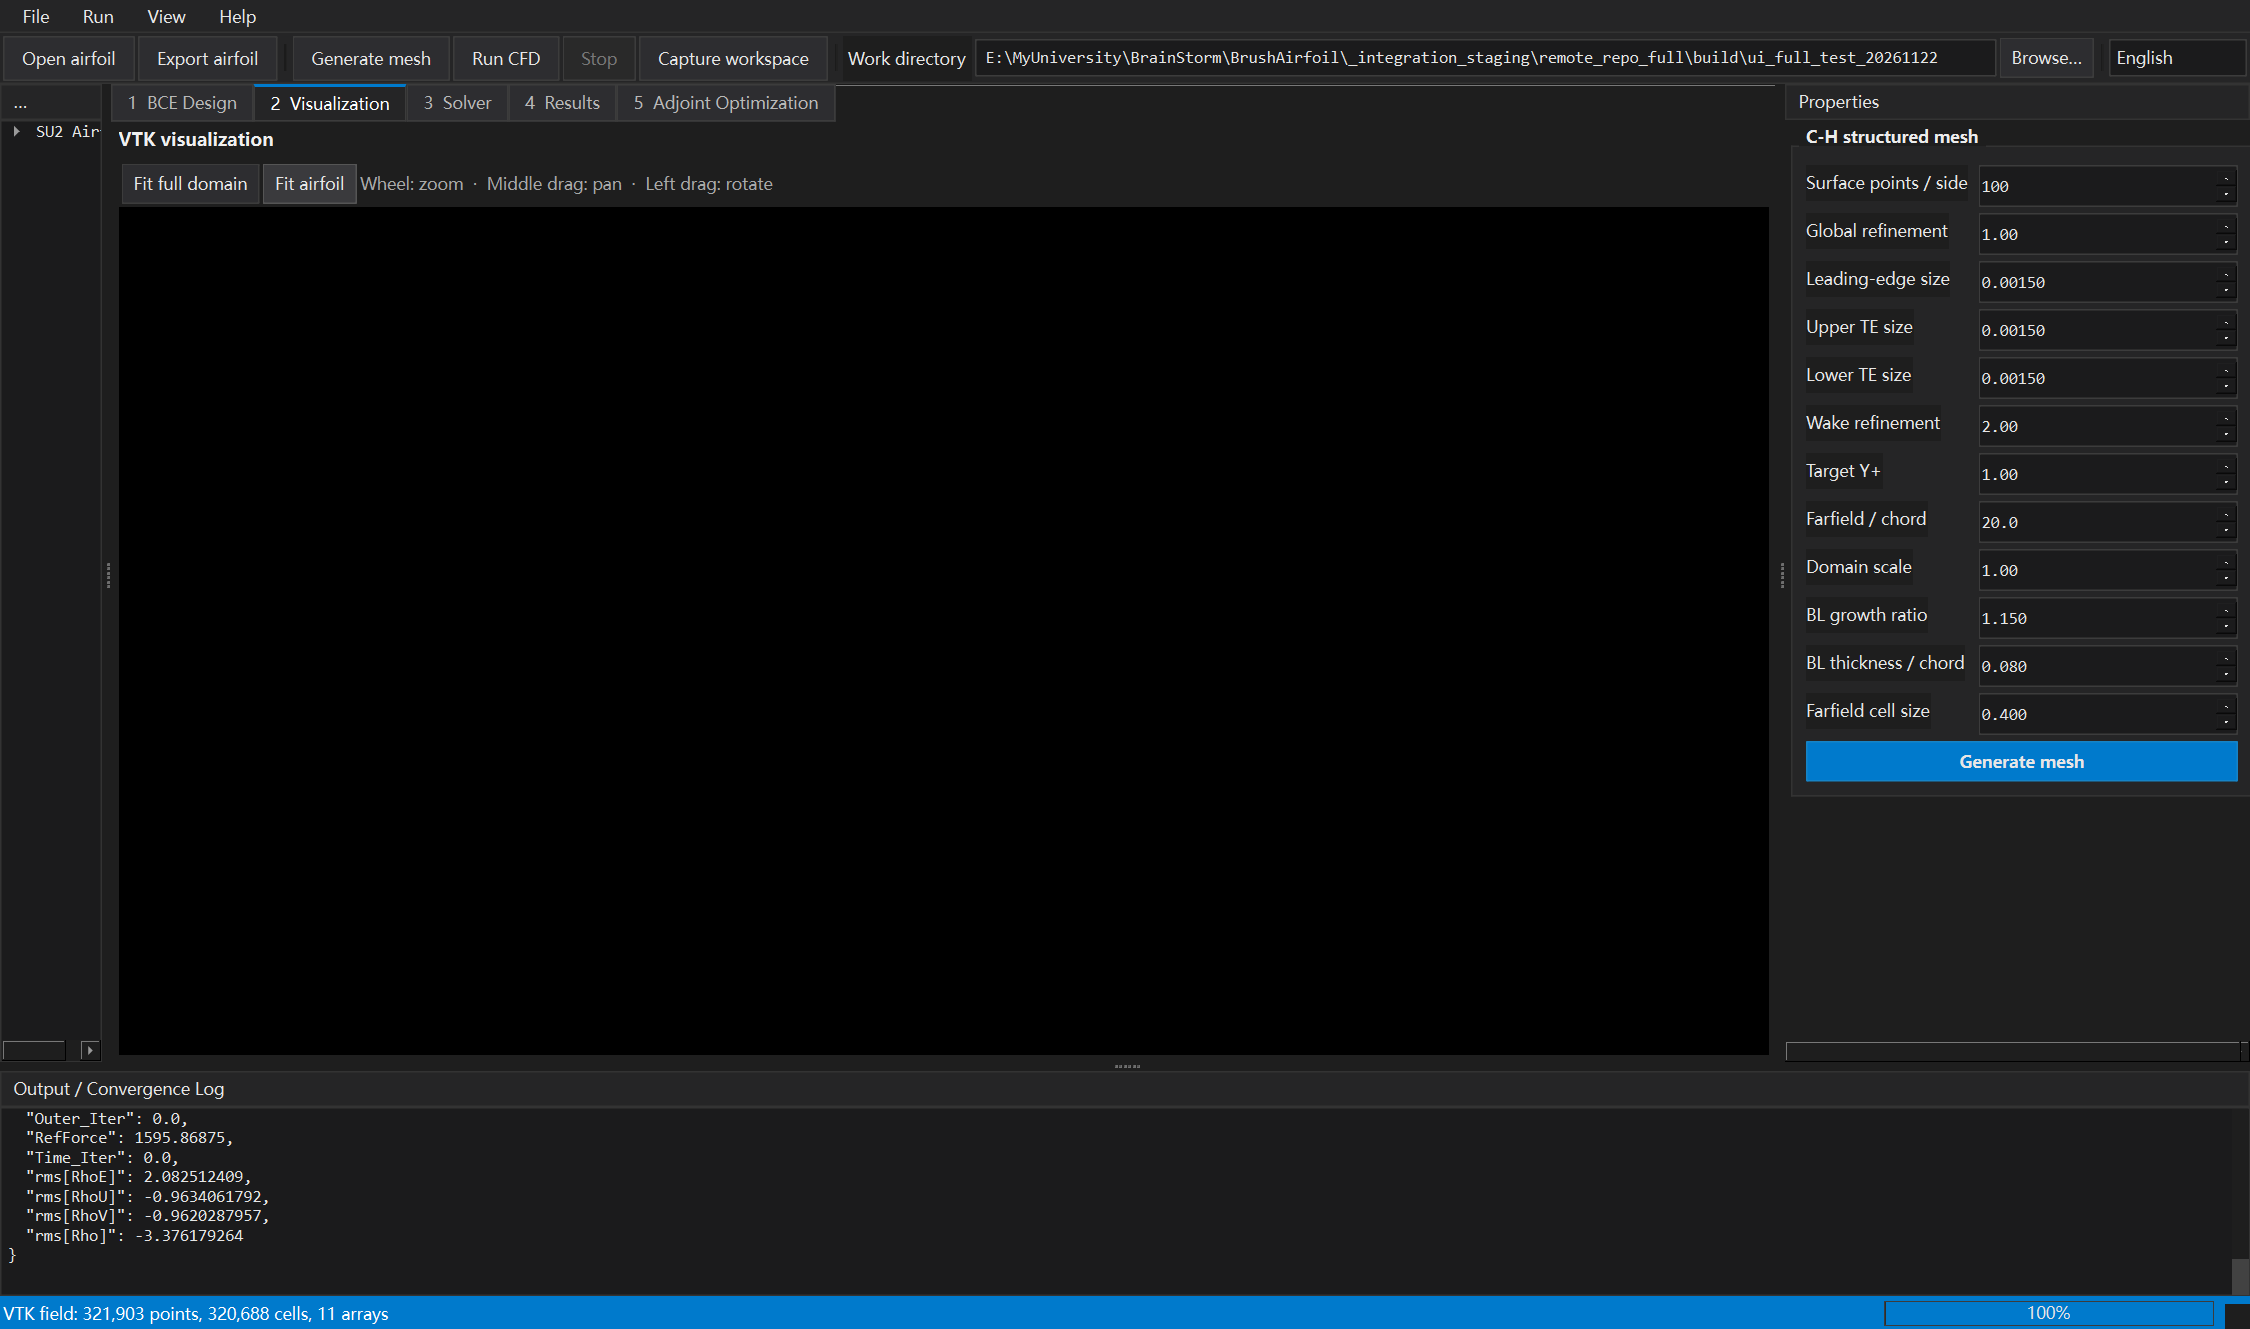 File Run View Help
Open airfoil Export airfoil Generate mesh Run CFD Stop Capture workspace Work directory E:\MyUniversity\BrainStorm\BrushAirfoil\_integration_staging\remote_repo_full\build\ui_full_test_20261122 Browse... English
...
SU2 Air
1 BCE Design 2 Visualization 3 Solver 4 Results 5 Adjoint Optimization
VTK visualization
Fit full domain Fit airfoil Wheel: zoom · Middle drag: pan · Left drag: rotate
Properties
C-H structured mesh
Surface points / side 100
Global refinement 1.00
Leading-edge size 0.00150
Upper TE size 0.00150
Lower TE size 0.00150
Wake refinement 2.00
Target Y+ 1.00
Farfield / chord 20.0
Domain scale 1.00
BL growth ratio 1.150
BL thickness / chord 0.080
Farfield cell size 0.400
Generate mesh
Output / Convergence Log
"Outer_Iter": 0.0,
"RefForce": 1595.86875,
"Time_Iter": 0.0,
"rms[RhoE]": 2.082512409,
"rms[RhoU]": -0.9634061792,
"rms[RhoV]": -0.9620287957,
"rms[Rho]": -3.376179264
}
VTK field: 321,903 points, 320,688 cells, 11 arrays 100%